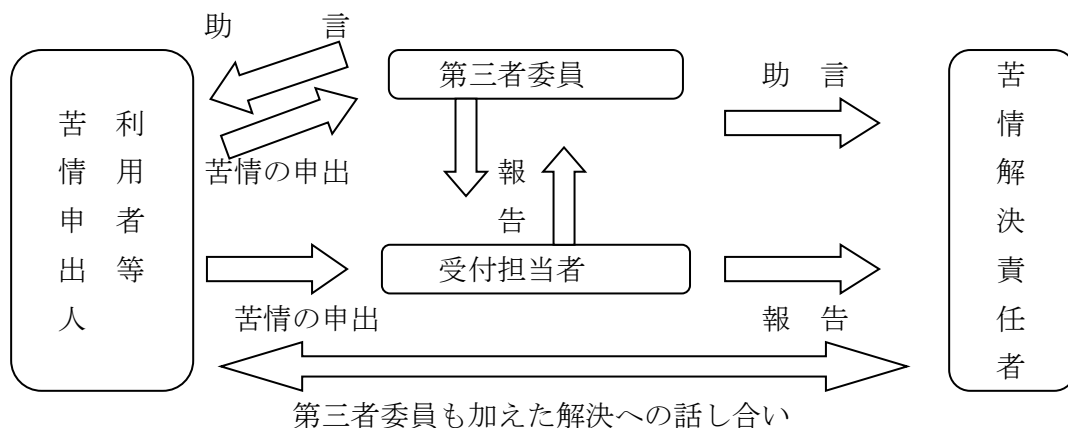 助　言
第三者委員
助　言
利用者等
苦情申出人
苦情の申出
報告
苦情解決責任者
受付担当者
苦情の申出
報　告
第三者委員も加えた解決への話し合い